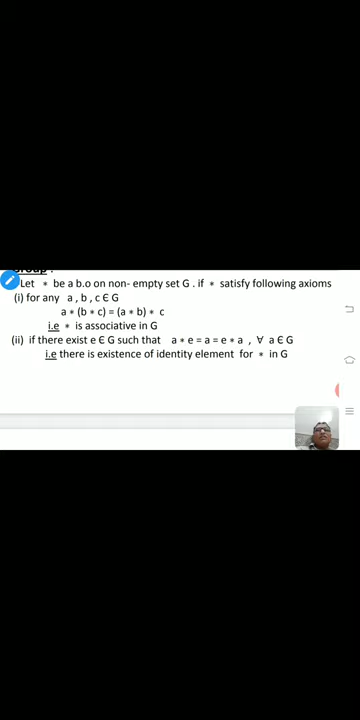 Group :
Let * be a b.o on non- empty set G . if * satisfy following axioms
(i) for any a , b , c Є G
a * (b * c) = (a * b) * c
i.e * is associative in G
(ii) if there exist e Є G such that a * e = a = e * a , ∀ a Є G
i.e there is existence of identity element for * in G